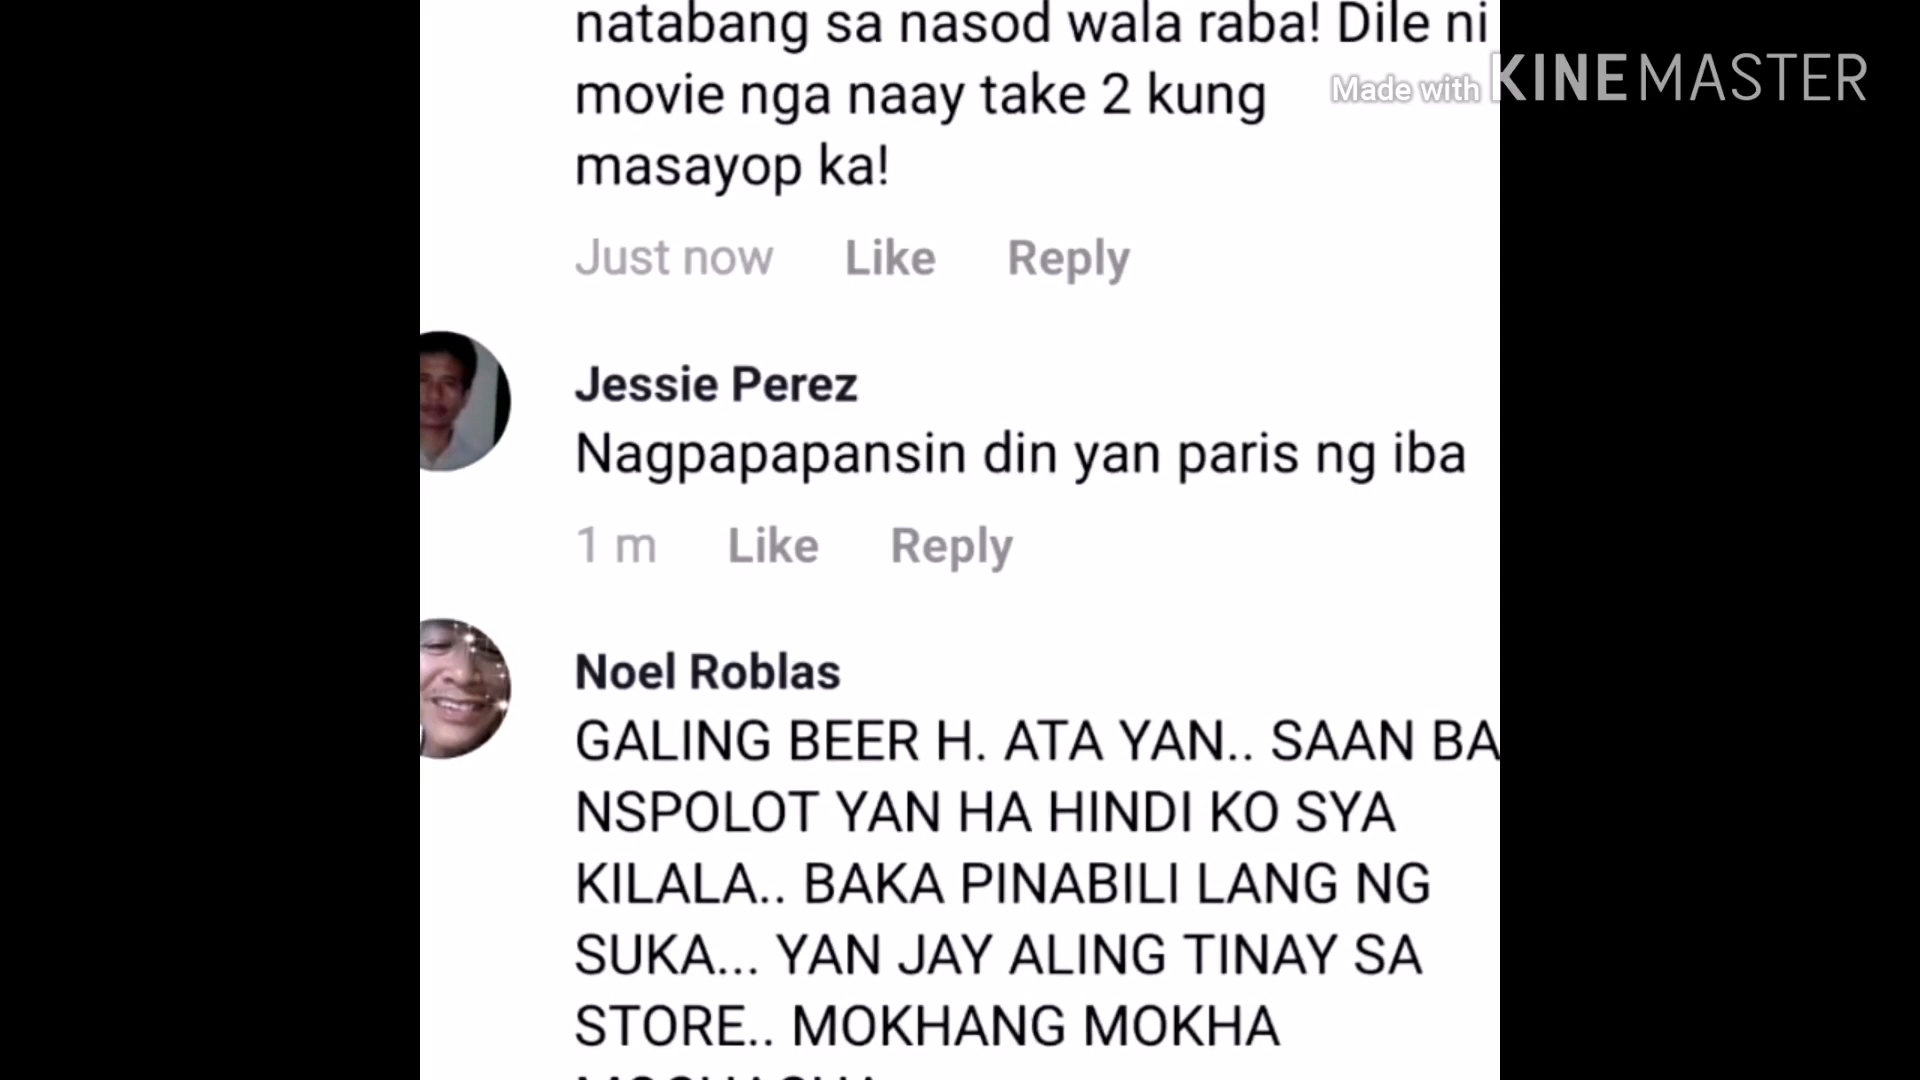 natabang sa nasod wala raba! Dile ni
movie nga naay take 2 kung
masayop ka!
Made with KINEMASTER
Just now Like Reply
Jessie Perez
Nagpapapansin din yan paris ng iba
1 m Like Reply
Noel Roblas
GALING BEER H. ATA YAN.. SAAN BA
NSPOLOT YAN HA HINDI KO SYA
KILALA.. BAKA PINABILI LANG NG
SUKA... YAN JAY ALING TINAY SA
STORE.. MOKHANG MOKHA